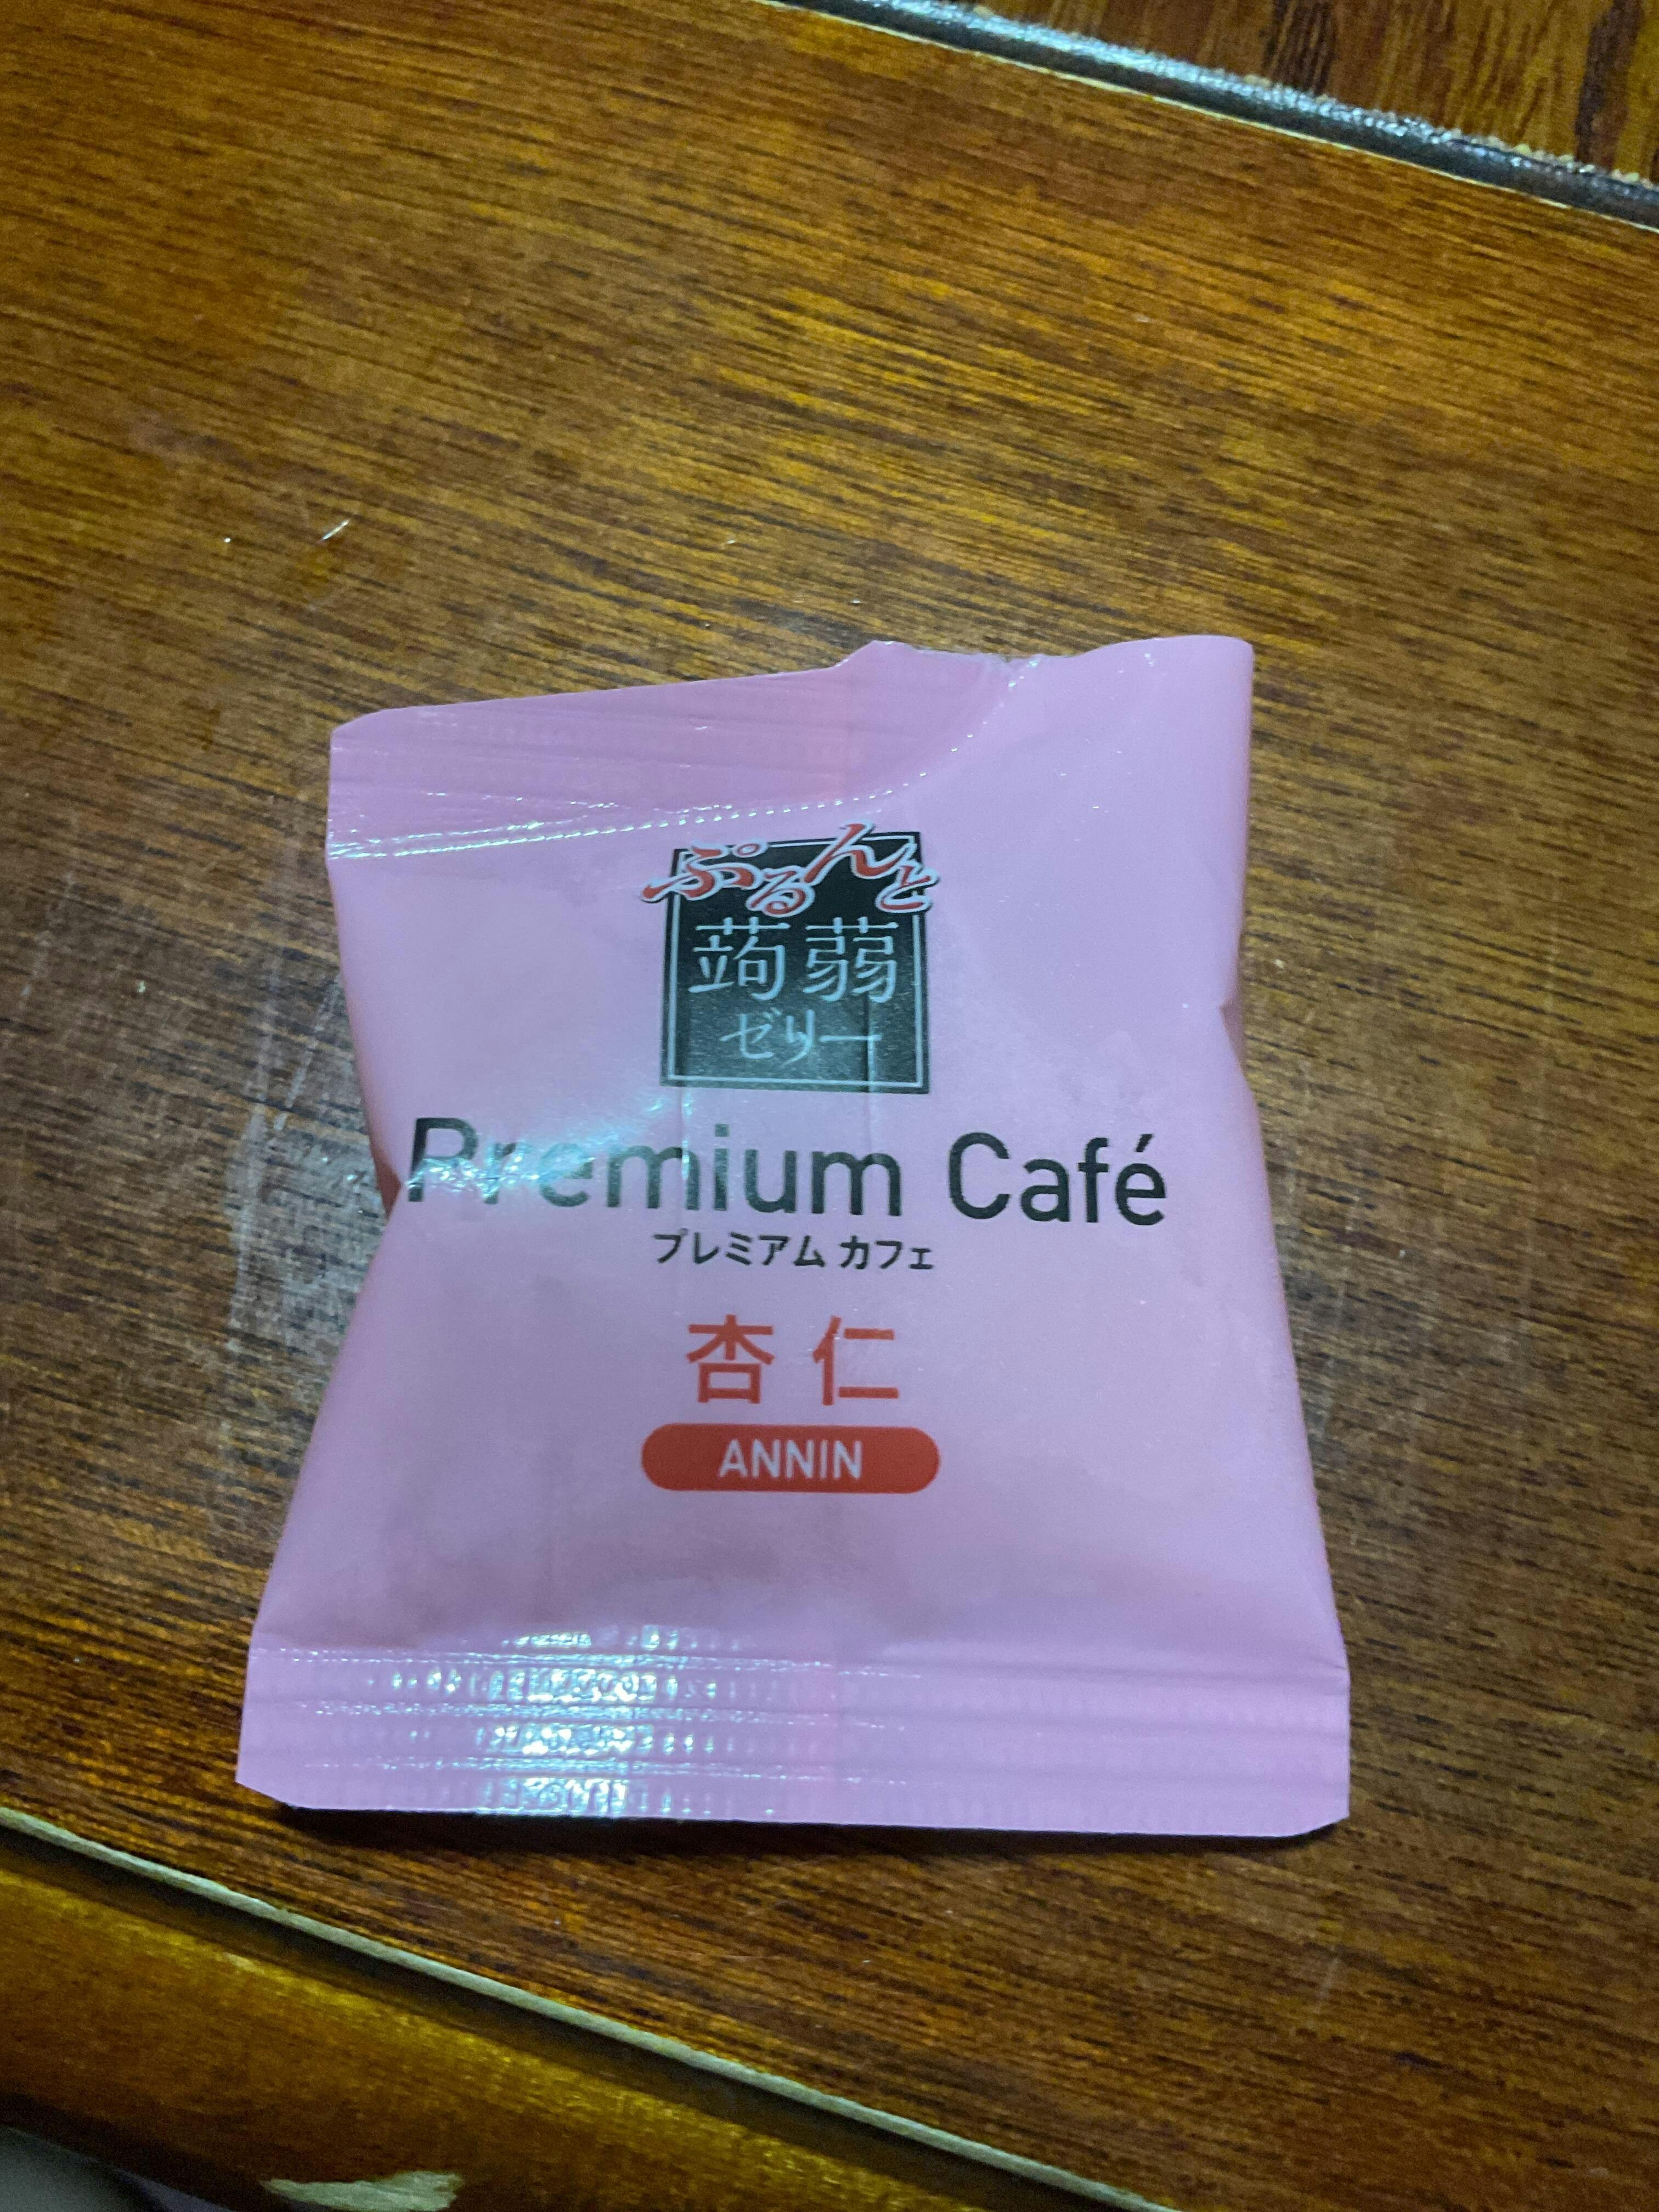 ぷるんと
蒟蒻
ゼリー
Premium Café
プレミアム カフェ
杏仁
ANNIN